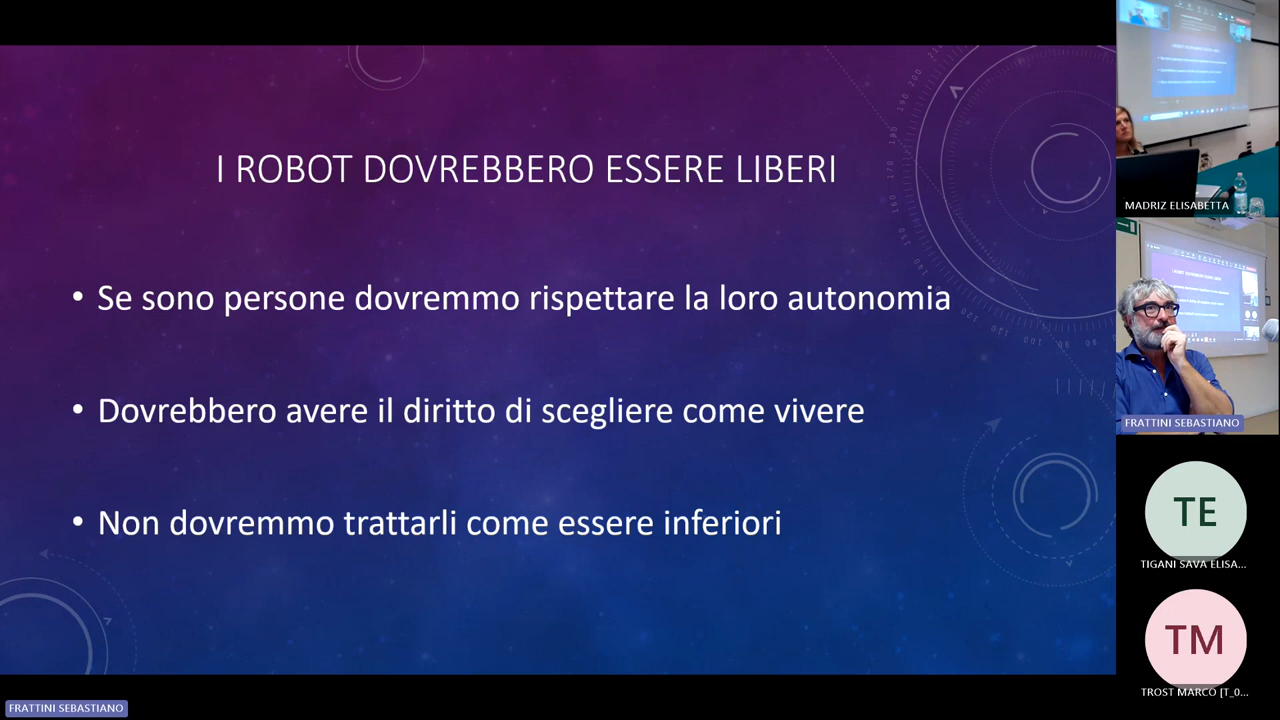 I ROBOT DOVREBBERO ESSERE LIBERI
• Se sono persone dovremmo rispettare la loro autonomia
• Dovrebbero avere il diritto di scegliere come vivere
• Non dovremmo trattarli come essere inferiori
FRATTINI SEBASTIANO
MADRIZ ELISABETTA
FRATTINI SEBASTIANO
TE
TIGANI SAVA ELISA...
TM
TROST MARCO [T_0...